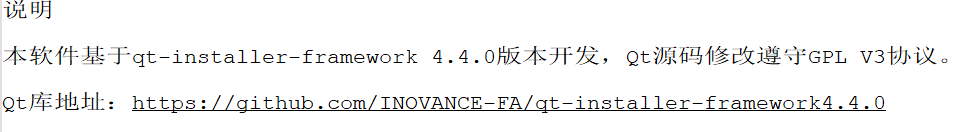 说明
本软件基于qt-installer-framework 4.4.0版本开发，Qt源码修改遵守GPL V3协议。
Qt库地址：https://github.com/INOVANCE-FA/qt-installer-framework4.4.0